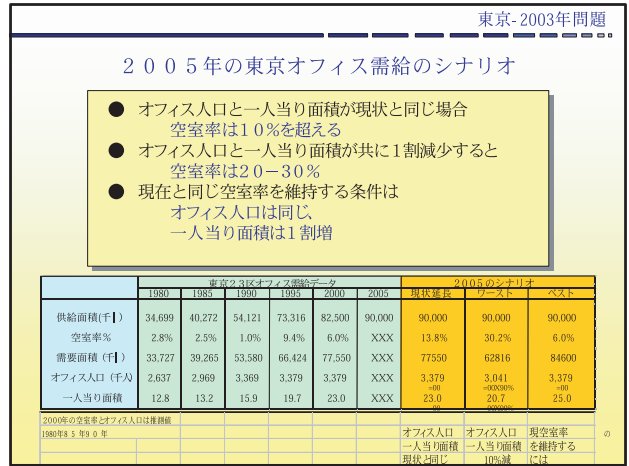 東京-2003年問題
2005年の東京オフィス需給のシナリオ
● オフィス人口と一人当り面積が現状と同じ場合
空室率は10%を超える
● オフィス人口と一人当り面積が共に1割減少すると
空室率は20-30%
● 現在と同じ空室率を維持する条件は
オフィス人口は同じ、
一人当り面積は1割増
東京23区オフィス需給データ 2005のシナリオ
1980 1985 1990 1995 2000 2005 現状延長 ワースト ベスト
供給面積(千 ) 34,699 40,272 54,121 73,316 82,500 90,000 90,000 90,000 90,000
空室率% 2.8% 2.5% 1.0% 9.4% 6.0% XXX 13.8% 30.2% 6.0%
需要面積(千 ) 33,727 39,265 53,580 66,424 77,550 XXX 77550 62816 84600
オフィス人口(千人) 2,637 2,969 3,369 3,379 3,379 XXX 3,379 3,041 3,379
=00 =00X90% =00
一人当り面積 12.8 13.2 15.9 19.7 23.0 XXX 23.0 20.7 25.0
2000年の空室率とオフィス人口は推測値
1980年8 5 年9 0 年 オフィス人口 オフィス人口 現空室率 の
一人当り面積 一人当り面積 を維持する
現状と同じ 10%減 には